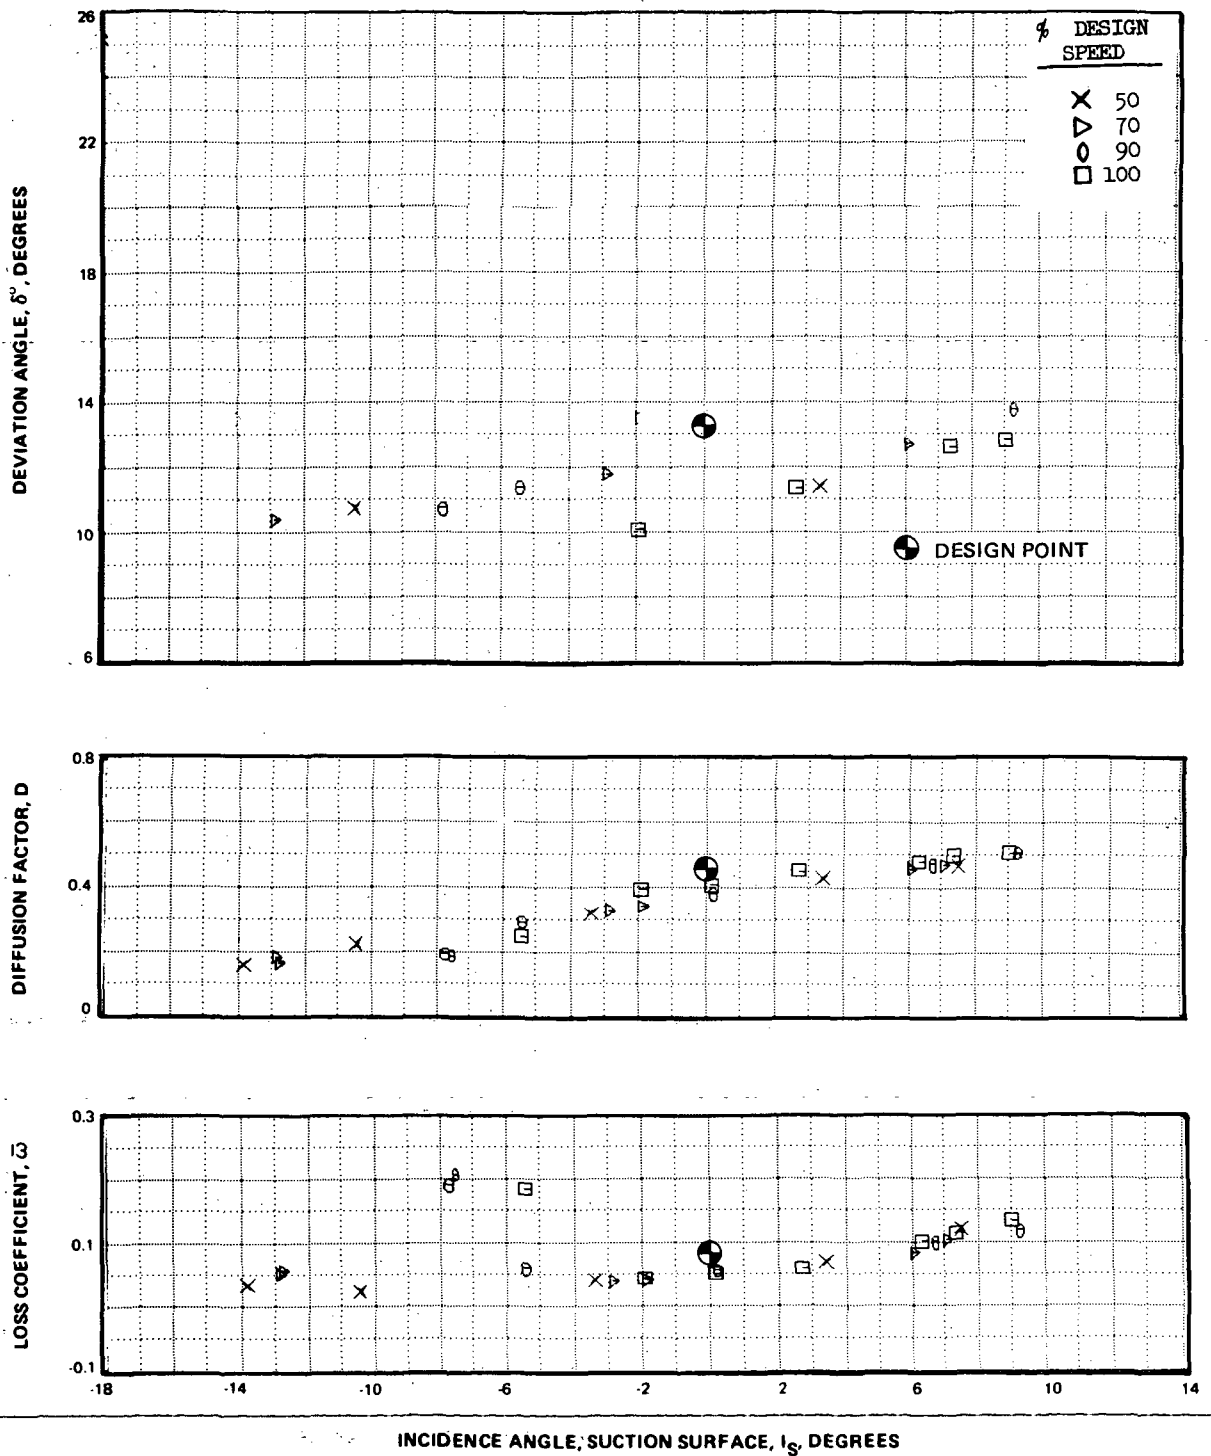 % DESIGN
SPEED
50
70
90
100
26
22
18
14
10
6
DEVIATION ANGLE, δ°, DEGREES
DESIGN POINT
0.8
0.4
0
DIFFUSION FACTOR, D
0.3
0.1
-0.1
LOSS COEFFICIENT, ω̄
-18 -14 -10 -6 -2 2 6 10 14
INCIDENCE ANGLE, SUCTION SURFACE, IS, DEGREES